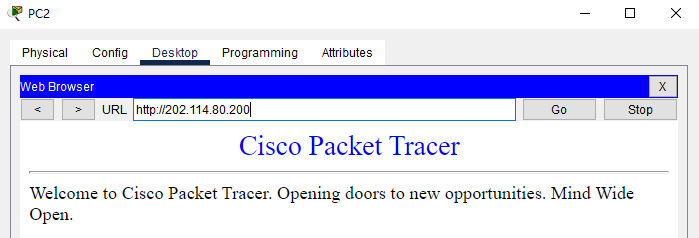 PC2
Physical Config Desktop Programming Attributes
Web Browser X
< > URL http://202.114.80.200 Go Stop
Cisco Packet Tracer
Welcome to Cisco Packet Tracer. Opening doors to new opportunities. Mind Wide
Open.